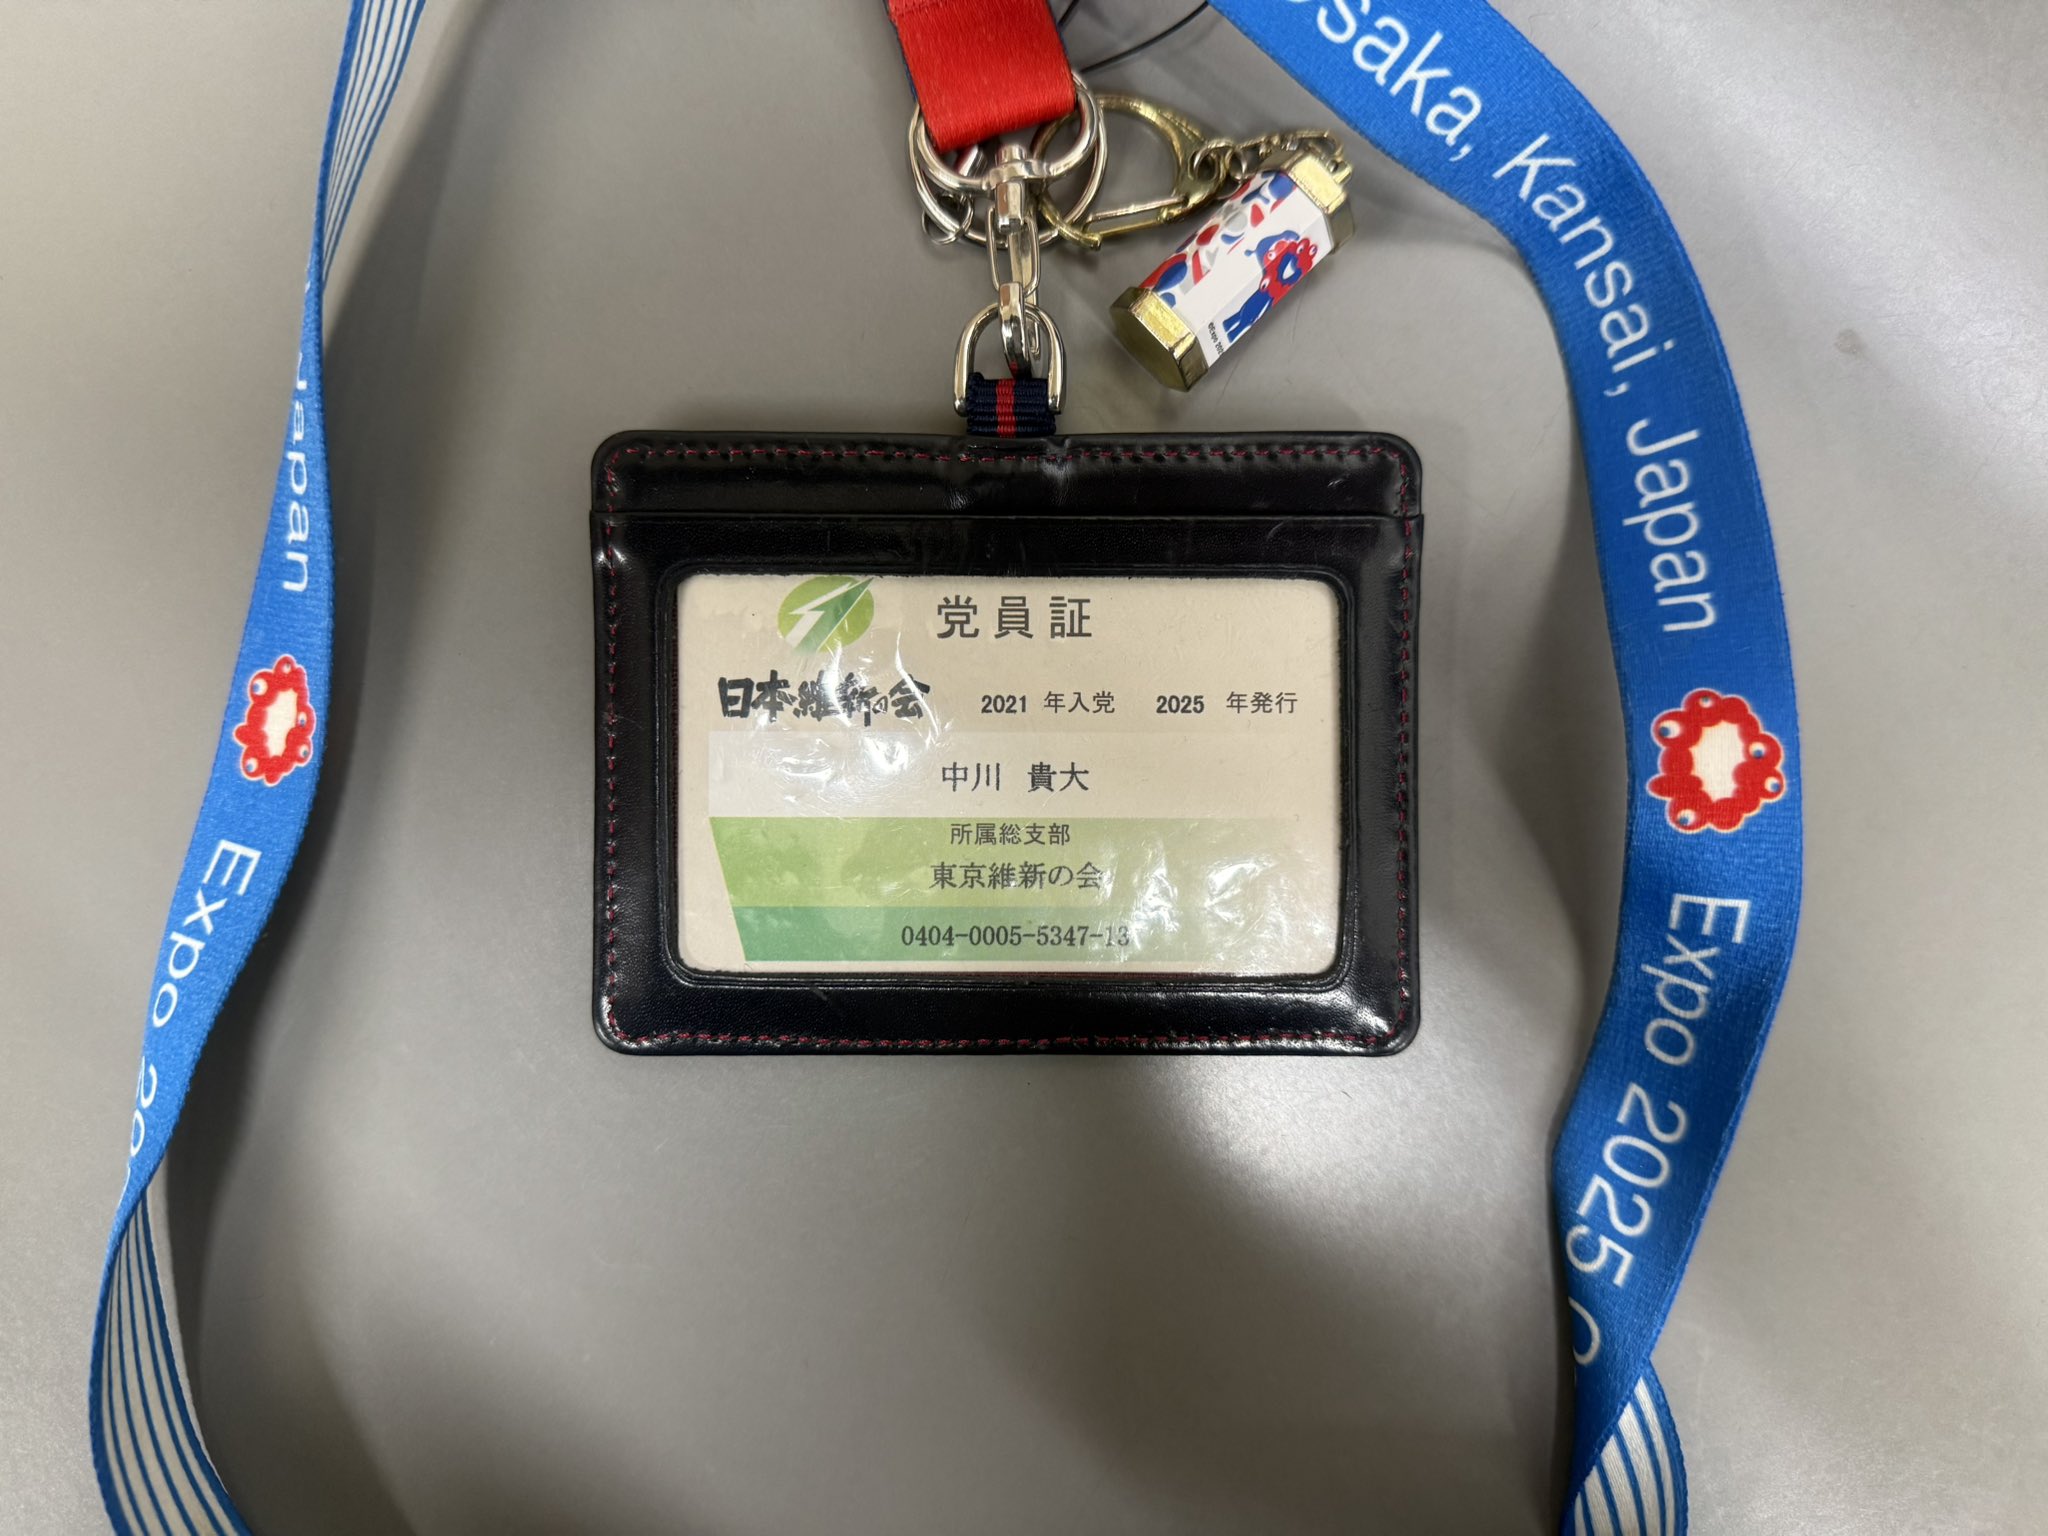 Osaka, Kansai, Japan
Expo 2025
Japan
Expo 20
©Expo 202
党員証
日本維新の会 2021 年入党 2025 年発行
中川 貴大
所属総支部
東京維新の会
0404-0005-5347-13